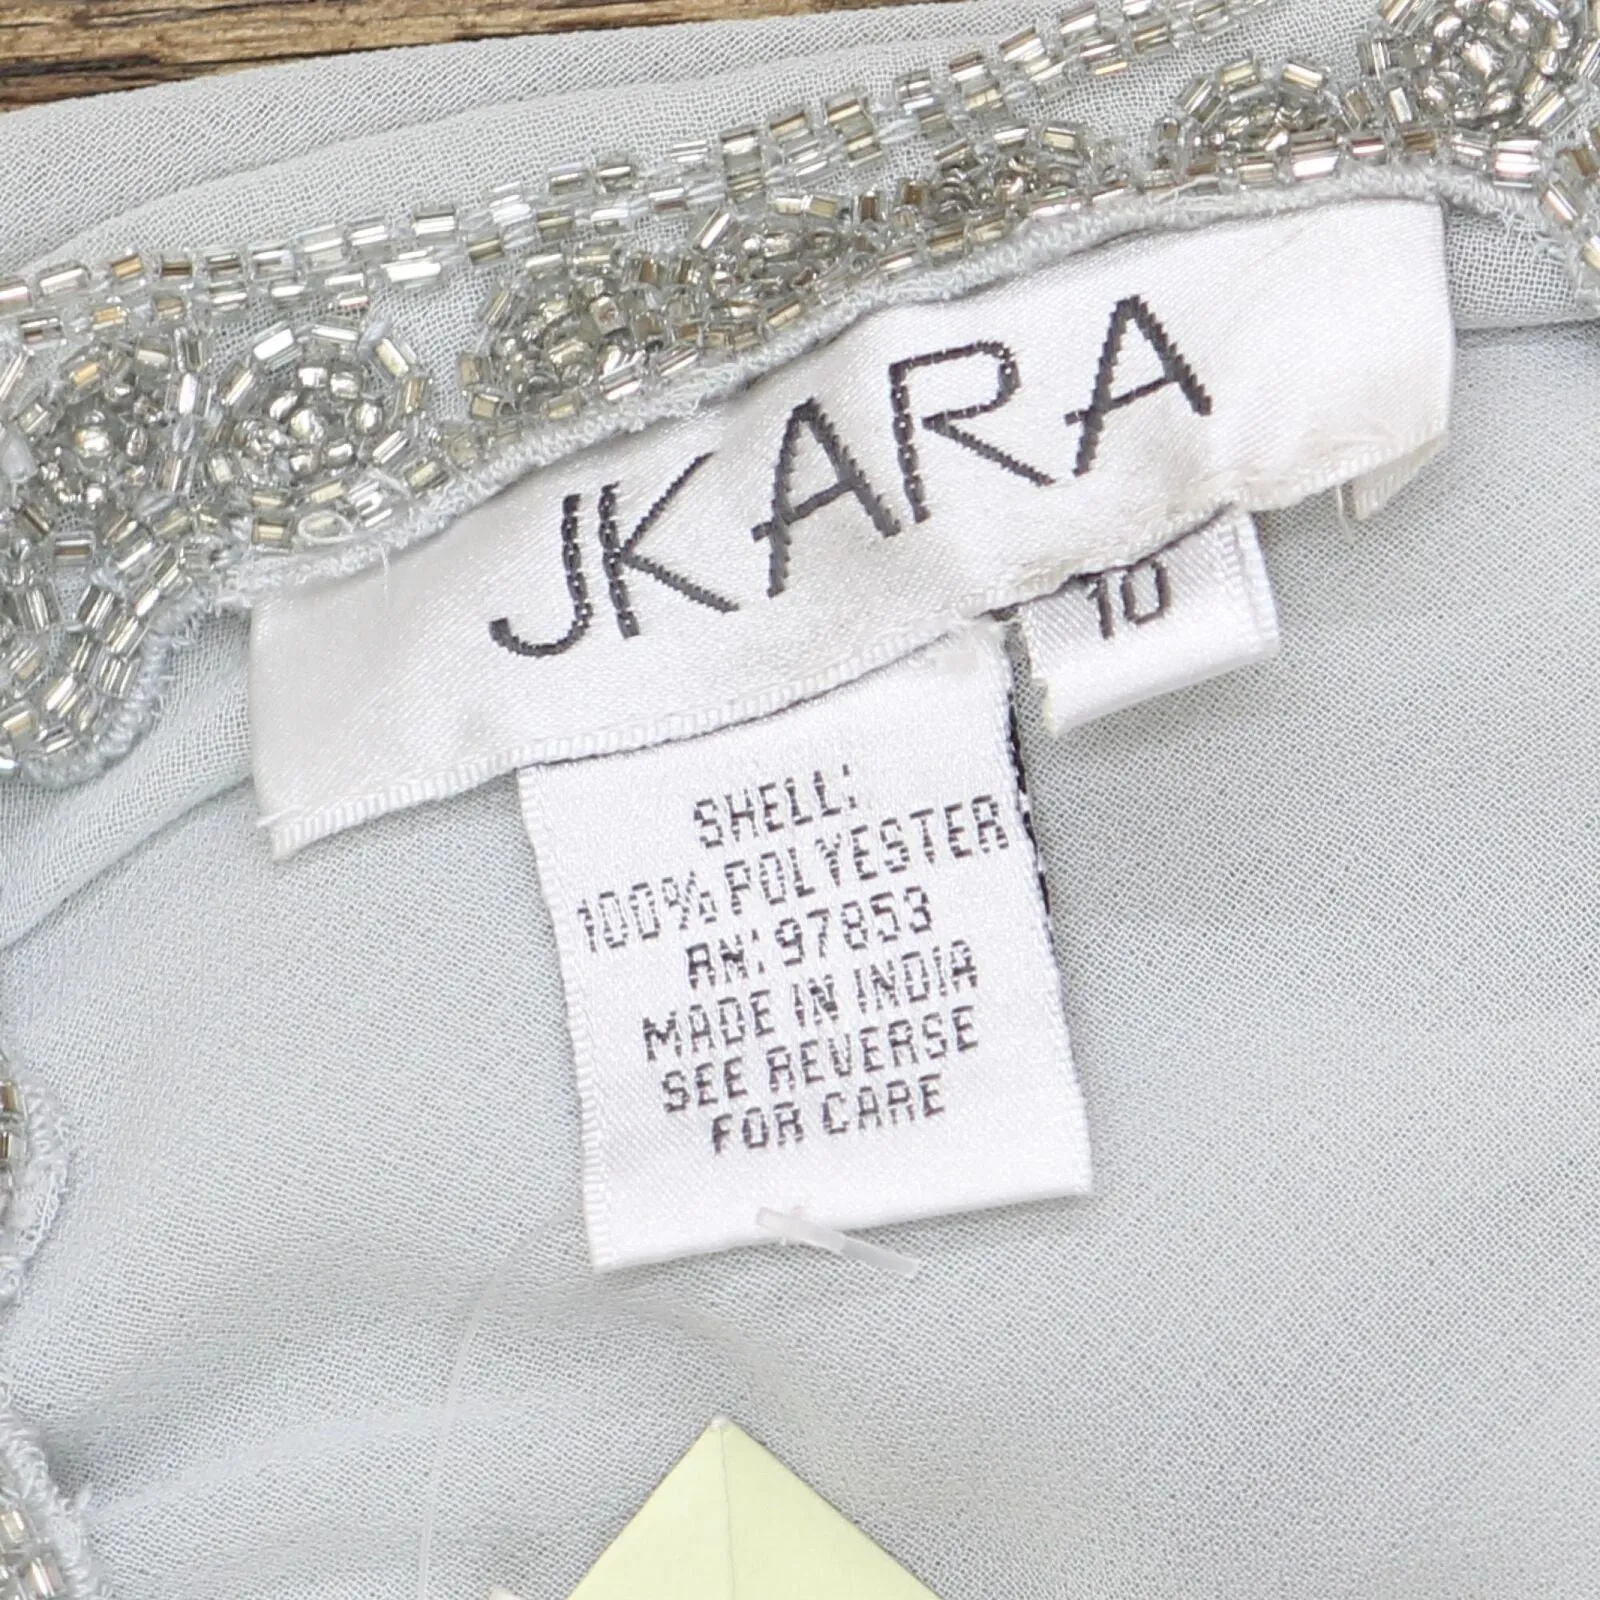 JKARA
10
SHELL:
100% POLYESTER
RN: 97853
MADE IN INDIA
SEE REVERSE
FOR CARE